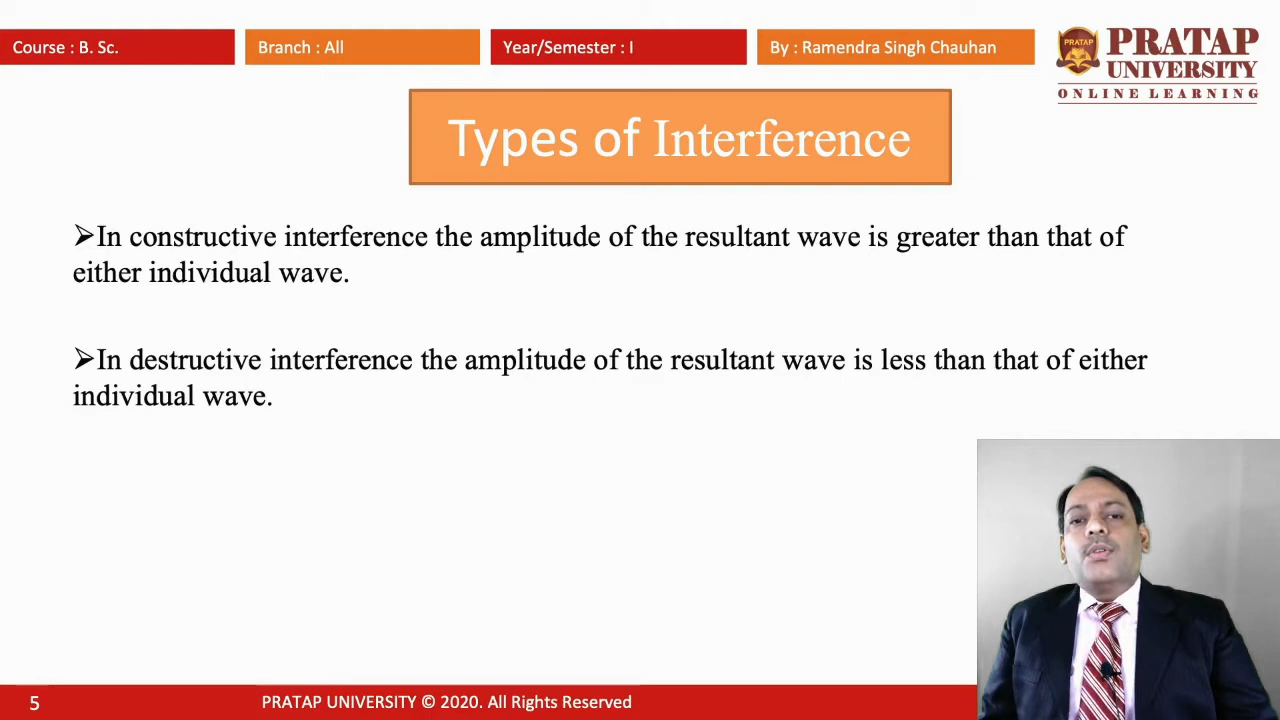 Course : B. Sc.
Branch : All
Year/Semester : I
By : Ramendra Singh Chauhan
PRATAP
PRATAP
UNIVERSITY
ONLINE LEARNING
Types of Interference
➢In constructive interference the amplitude of the resultant wave is greater than that of
either individual wave.
➢In destructive interference the amplitude of the resultant wave is less than that of either
individual wave.
5
PRATAP UNIVERSITY © 2020. All Rights Reserved